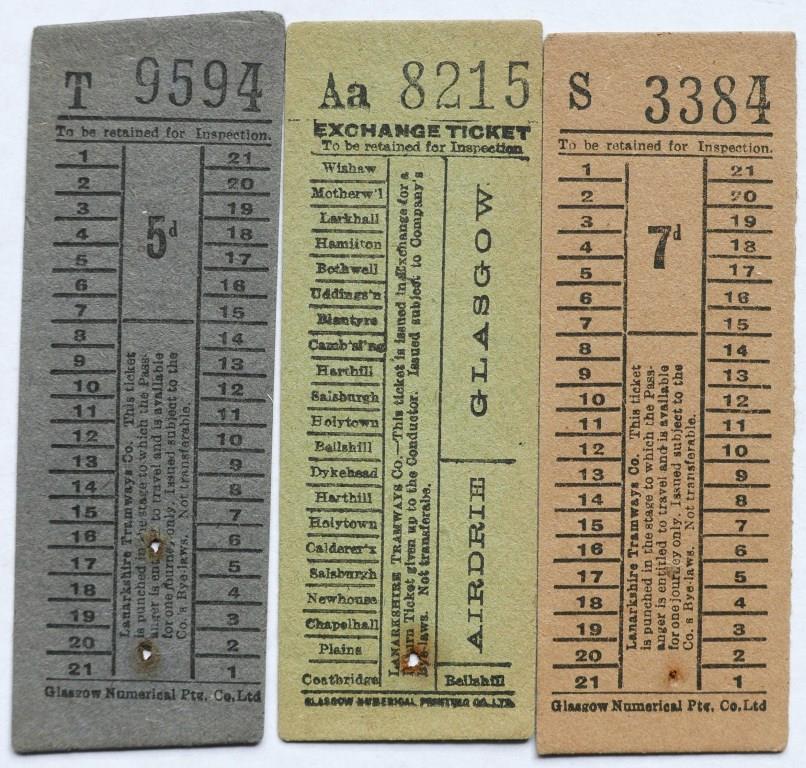 T 9594
To be retained for Inspection.
1 21
2 20
3 19
4 18
5 17
6 16
7 15
8 14
9 13
10 12
11 11
12 10
13 9
14 8
15 7
16 6
17 5
18 4
19 3
20 2
21 1
5d
Lanarkshire Tramways Co. This ticket
is punched in the stage to which the Pass-
anger is entitled to travel and is available
for one journey only. Issued subject to the
Co.'s Bye-laws. Not transferable.
Glasgow Numerical Ptg. Co. Ltd
Aa 8215
EXCHANGE TICKET
To be retained for Inspection
Wishaw
Motherw'l
Larkhall
Hamilton
Bothwell
Uddings'n
Blantyre
Camb'sl'ng
Harthill
Salsburgh
Holytown
Bellshill
Dykehead
Harthill
Holytown
Calderer'x
Salsburgh
Newhouse
Chapelhall
Plains
Coatbridge
LANARKSHIRE TRAMWAYS CO.—This ticket is issued in Exchange for a
Return Ticket given up to the Conductor. Issued subject to Company's
Bye-laws. Not transferabe.
GLASGOW
AIRDRIE
Bellshill
GLASGOW NUMERICAL PRINTING CO. LTD.
S 3384
To be retained for Inspection.
1 21
2 20
3 19
4 18
5 17
6 16
7 15
8 14
9 13
10 12
11 11
12 10
13 9
14 8
15 7
16 6
17 5
18 4
19 3
20 2
21 1
7d
Lanarkshire Tramways Co. This ticket
is punched in the stage to which the Pass-
anger is entitled to travel and is available
for one journey only. Issued subject to the
Co.'s Bye-laws. Not transferable.
Glasgow Numerical Ptg. Co. Ltd